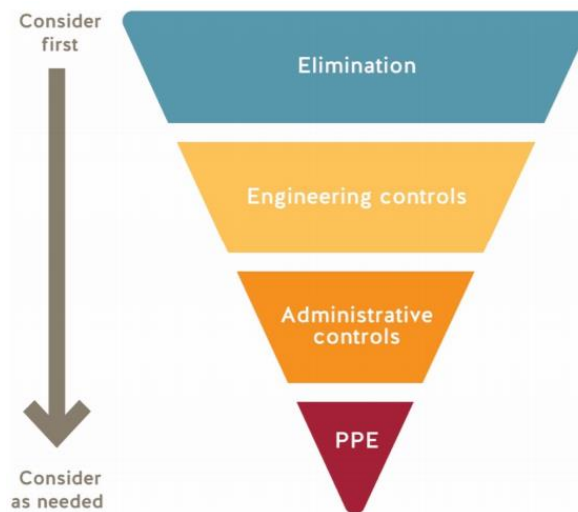 Consider
first
Elimination
Engineering controls
Administrative
controls
PPE
Consider
as needed